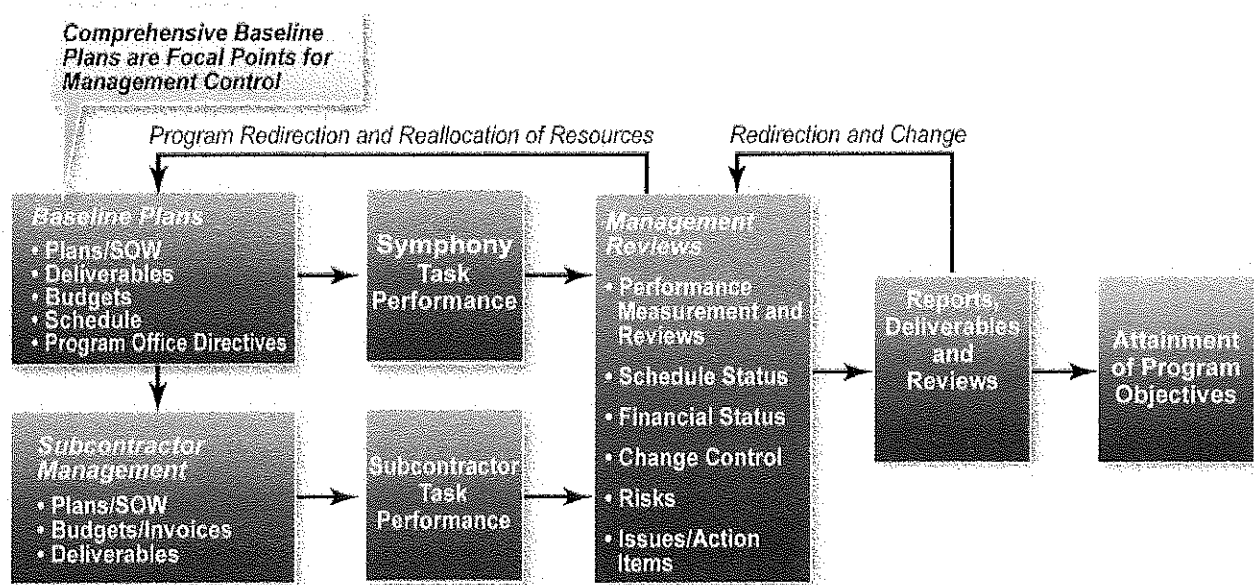 Comprehensive Baseline
Plans are Focal Points for
Management Control
Program Redirection and Reallocation of Resources
Redirection and Change
Baseline Plans
• Plans/SOW
• Deliverables
• Budgets
• Schedule
• Program Office Directives
Symphony
Task
Performance
Management
Reviews
• Performance
Measurement and
Reviews
• Schedule Status
• Financial Status
• Change Control
• Risks
• Issues/Action
Items
Reports,
Deliverables
and
Reviews
Attainment
of Program
Objectives
Subcontractor
Management
• Plans/SOW
• Budgets/Invoices
• Deliverables
Subcontractor
Task
Performance